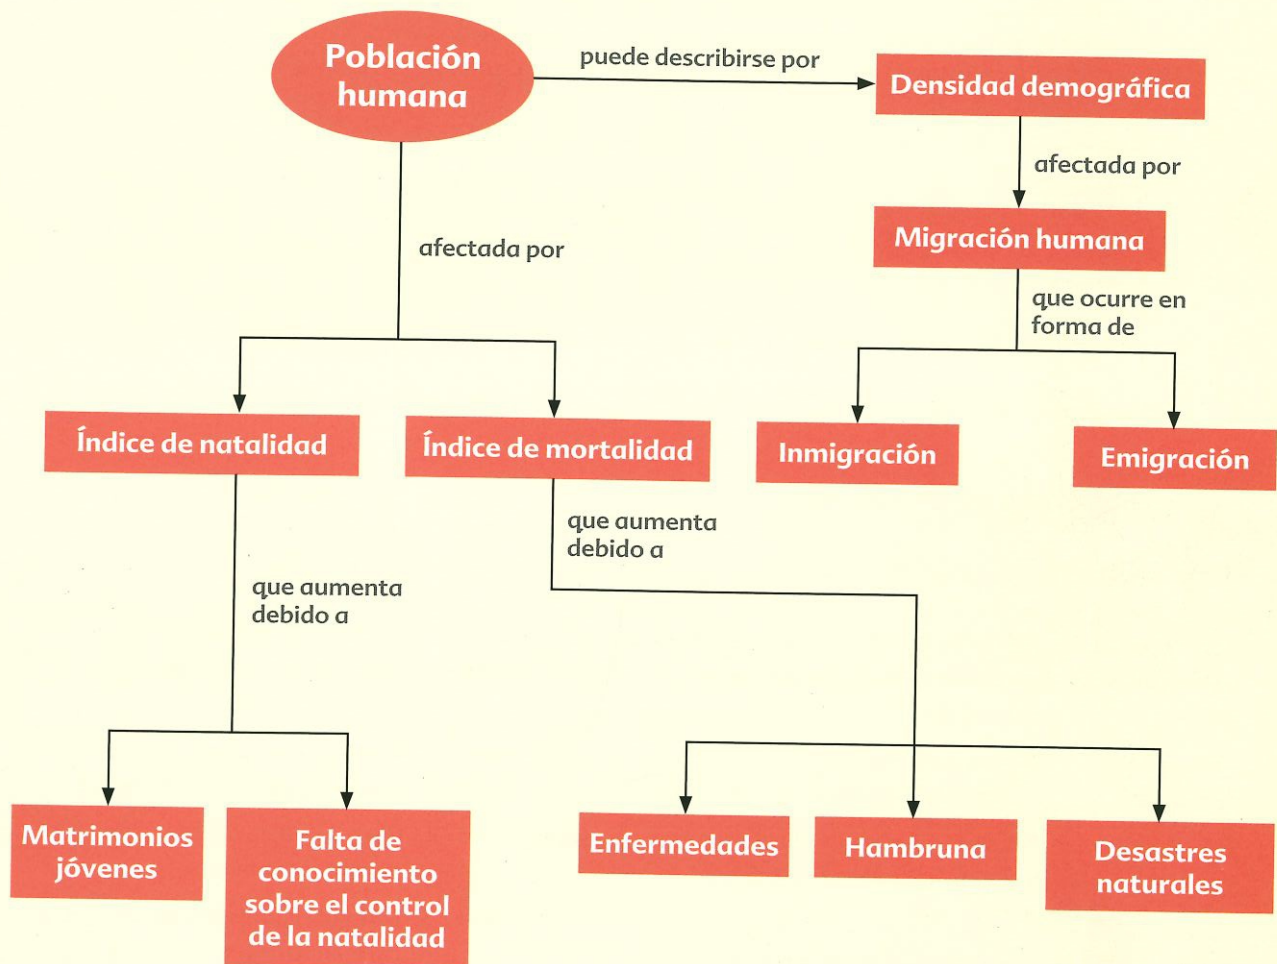 Población
humana
puede describirse por
Densidad demográfica
afectada por
Migración humana
que ocurre en
forma de
Inmigración
Emigración
afectada por
Índice de natalidad
Índice de mortalidad
que aumenta
debido a
que aumenta
debido a
Matrimonios
jóvenes
Falta de
conocimiento
sobre el control
de la natalidad
Enfermedades
Hambruna
Desastres
naturales